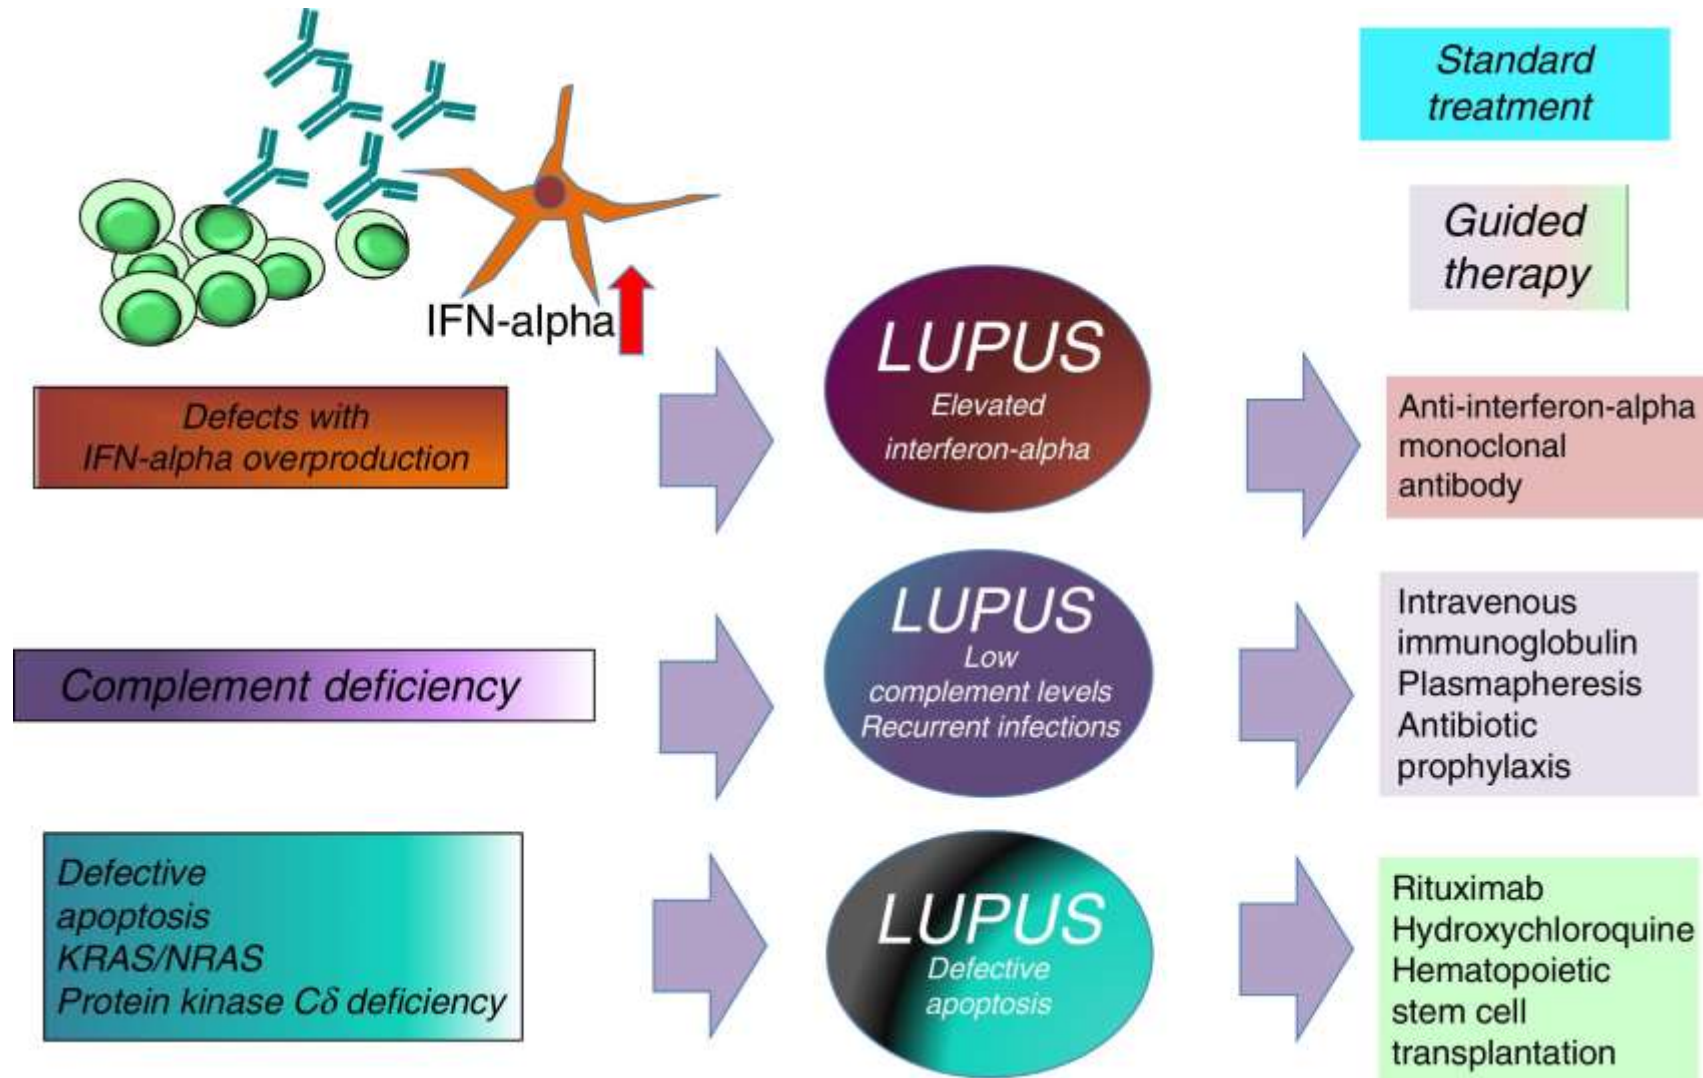 Standard
treatment
Guided
therapy
IFN-alpha
Defects with
IFN-alpha overproduction
LUPUS
Elevated
interferon-alpha
Anti-interferon-alpha
monoclonal
antibody
Complement deficiency
LUPUS
Low
complement levels
Recurrent infections
Intravenous
immunoglobulin
Plasmapheresis
Antibiotic
prophylaxis
Defective
apoptosis
KRAS/NRAS
Protein kinase Cδ deficiency
LUPUS
Defective
apoptosis
Rituximab
Hydroxychloroquine
Hematopoietic
stem cell
transplantation